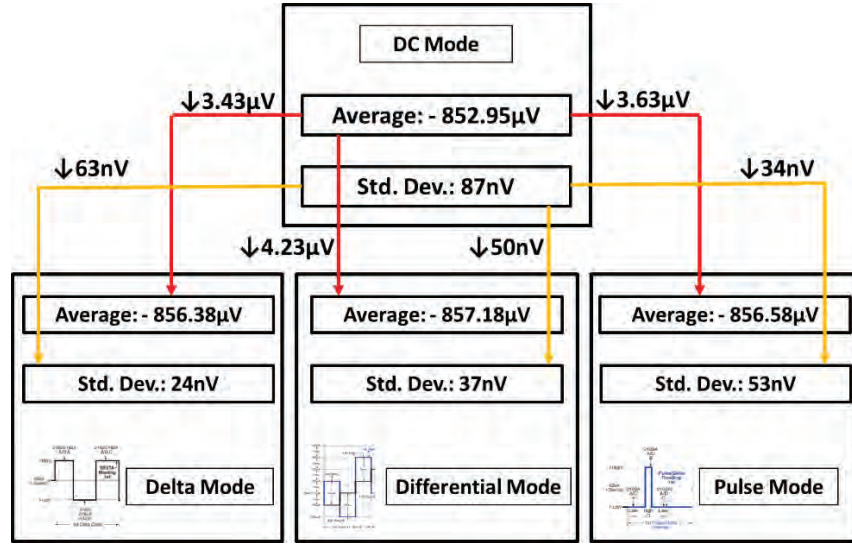 DC Mode
↓3.43µV
Average: - 852.95µV
↓3.63µV
↓63nV
Std. Dev.: 87nV
↓34nV
↓4.23µV
↓50nV
Average: - 856.38µV
Std. Dev.: 24nV
Delta Mode
Average: - 857.18µV
Std. Dev.: 37nV
Differential Mode
Average: - 856.58µV
Std. Dev.: 53nV
Pulse Mode